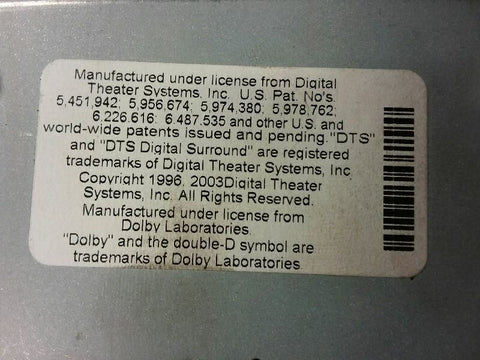 Manufactured under license from Digital
Theater Systems, Inc. U.S. Pat. No's.
5,451,942; 5,956,674; 5,974,380; 5,978,762;
6,226,616; 6,487,535 and other U.S. and
world-wide patents issued and pending."DTS"
and "DTS Digital Surround" are registered
trademarks of Digital Theater Systems, Inc.
Copyright 1996, 2003Digital Theater
Systems, Inc. All Rights Reserved.
Manufactured under license from
Dolby Laboratories.
"Dolby" and the double-D symbol are
trademarks of Dolby Laboratories.